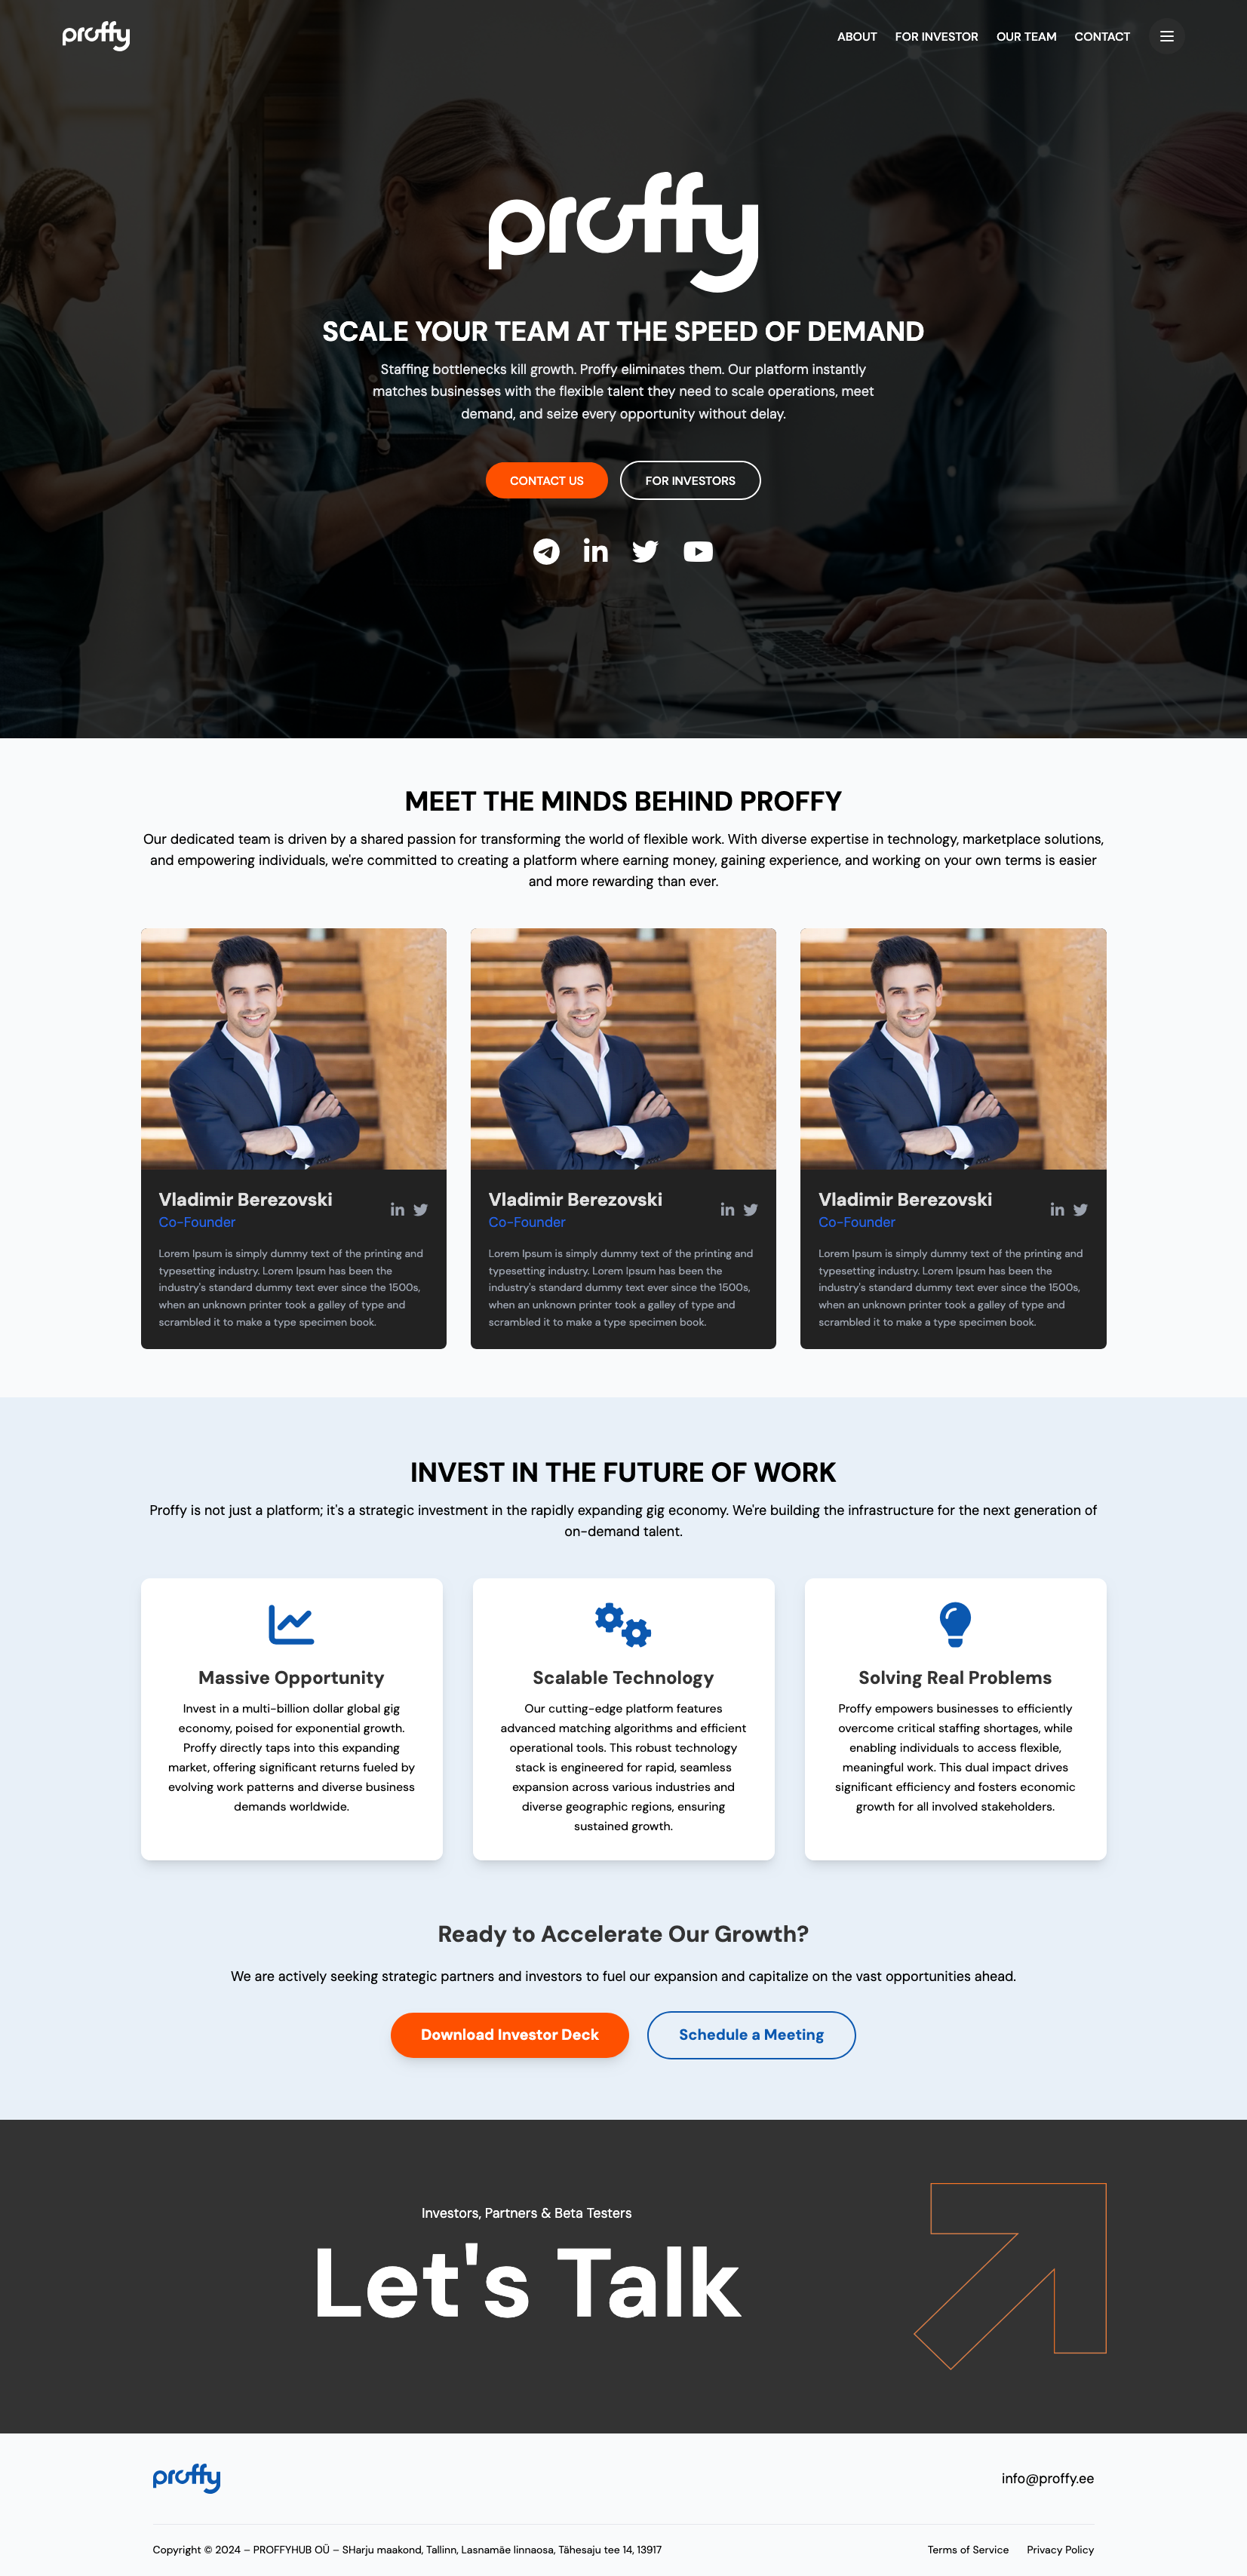 proffy
ABOUT FOR INVESTOR OUR TEAM CONTACT
proffy
SCALE YOUR TEAM AT THE SPEED OF DEMAND
Staffing bottlenecks kill growth. Proffy eliminates them. Our platform instantly
matches businesses with the flexible talent they need to scale operations, meet
demand, and seize every opportunity without delay.
CONTACT US FOR INVESTORS
MEET THE MINDS BEHIND PROFFY
Our dedicated team is driven by a shared passion for transforming the world of flexible work. With diverse expertise in technology, marketplace solutions,
and empowering individuals, we're committed to creating a platform where earning money, gaining experience, and working on your own terms is easier
and more rewarding than ever.
Vladimir Berezovski
Co-Founder
Lorem Ipsum is simply dummy text of the printing and
typesetting industry. Lorem Ipsum has been the
industry's standard dummy text ever since the 1500s,
when an unknown printer took a galley of type and
scrambled it to make a type specimen book.
Vladimir Berezovski
Co-Founder
Lorem Ipsum is simply dummy text of the printing and
typesetting industry. Lorem Ipsum has been the
industry's standard dummy text ever since the 1500s,
when an unknown printer took a galley of type and
scrambled it to make a type specimen book.
Vladimir Berezovski
Co-Founder
Lorem Ipsum is simply dummy text of the printing and
typesetting industry. Lorem Ipsum has been the
industry's standard dummy text ever since the 1500s,
when an unknown printer took a galley of type and
scrambled it to make a type specimen book.
INVEST IN THE FUTURE OF WORK
Proffy is not just a platform; it's a strategic investment in the rapidly expanding gig economy. We're building the infrastructure for the next generation of
on-demand talent.
Massive Opportunity
Invest in a multi-billion dollar global gig
economy, poised for exponential growth.
Proffy directly taps into this expanding
market, offering significant returns fueled by
evolving work patterns and diverse business
demands worldwide.
Scalable Technology
Our cutting-edge platform features
advanced matching algorithms and efficient
operational tools. This robust technology
stack is engineered for rapid, seamless
expansion across various industries and
diverse geographic regions, ensuring
sustained growth.
Solving Real Problems
Proffy empowers businesses to efficiently
overcome critical staffing shortages, while
enabling individuals to access flexible,
meaningful work. This dual impact drives
significant efficiency and fosters economic
growth for all involved stakeholders.
Ready to Accelerate Our Growth?
We are actively seeking strategic partners and investors to fuel our expansion and capitalize on the vast opportunities ahead.
Download Investor Deck Schedule a Meeting
Investors, Partners & Beta Testers
Let's Talk
proffy
info@proffy.ee
Copyright © 2024 – PROFFYHUB OÜ – SHarju maakond, Tallinn, Lasnamäe linnaosa, Tähesaju tee 14, 13917
Terms of Service Privacy Policy